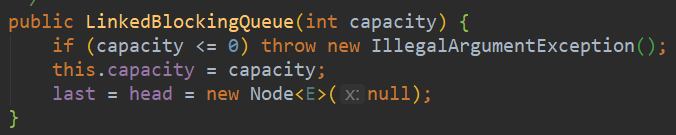 public LinkedBlockingQueue(int capacity) {
if (capacity <= 0) throw new IllegalArgumentException();
this.capacity = capacity;
last = head = new Node<E>(x: null);
}